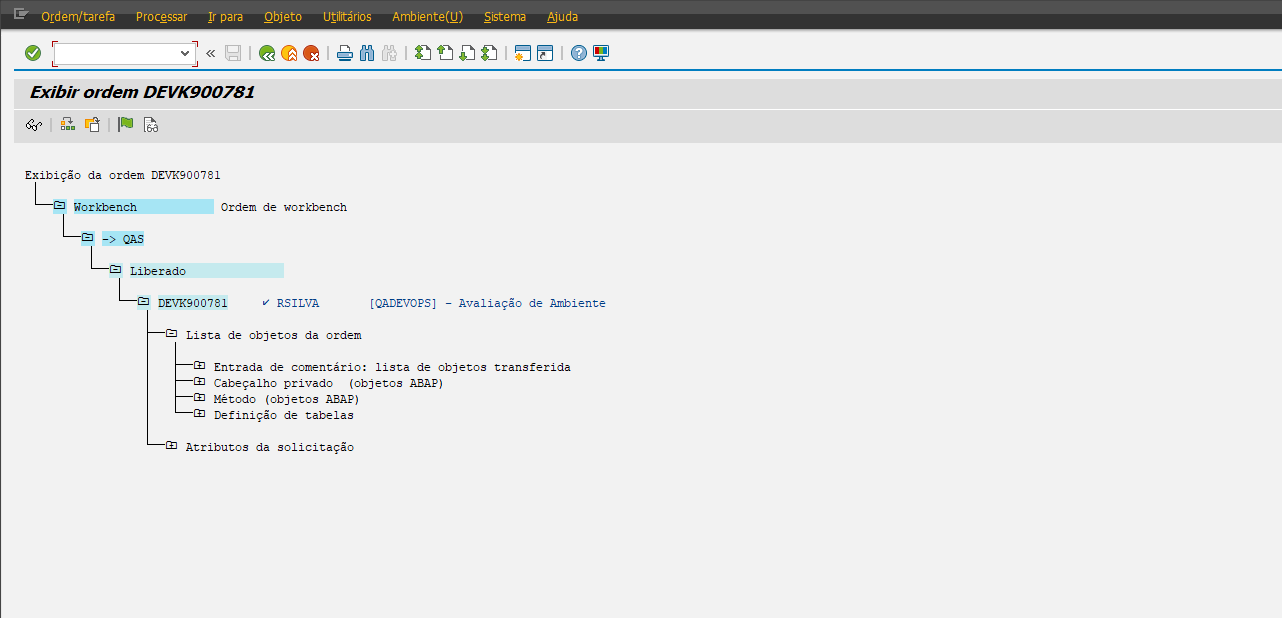 Ordem/tarefa Processar Ir para Objeto Utilitários Ambiente(U) Sistema Ajuda
Exibir ordem DEVK900781
Exibição da ordem DEVK900781
Workbench Ordem de workbench
-> QAS
Liberado
DEVK900781 ✔ RSILVA [QADEVOPS] - Avaliação de Ambiente
Lista de objetos da ordem
Entrada de comentário: lista de objetos transferida
Cabeçalho privado (objetos ABAP)
Método (objetos ABAP)
Definição de tabelas
Atributos da solicitação